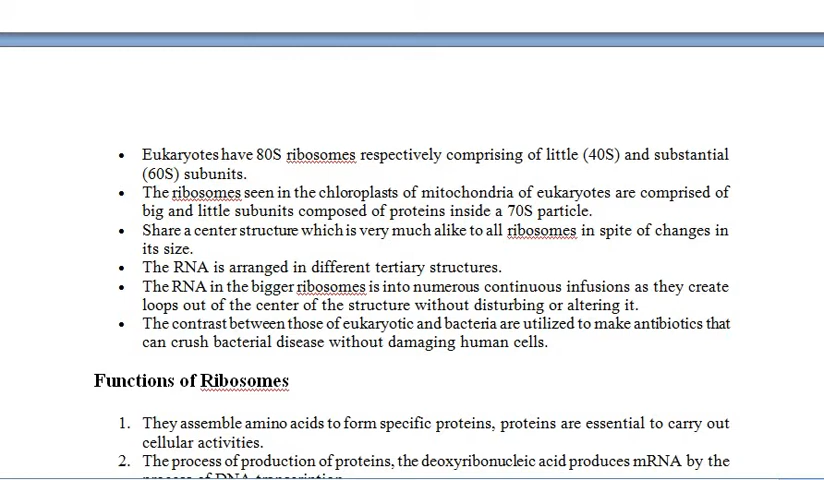 • Eukaryotes have 80S ribosomes respectively comprising of little (40S) and substantial
(60S) subunits.
• The ribosomes seen in the chloroplasts of mitochondria of eukaryotes are comprised of
big and little subunits composed of proteins inside a 70S particle.
• Share a center structure which is very much alike to all ribosomes in spite of changes in
its size.
• The RNA is arranged in different tertiary structures.
• The RNA in the bigger ribosomes is into numerous continuous infusions as they create
loops out of the center of the structure without disturbing or altering it.
• The contrast between those of eukaryotic and bacteria are utilized to make antibiotics that
can crush bacterial disease without damaging human cells.
Functions of Ribosomes
1. They assemble amino acids to form specific proteins, proteins are essential to carry out
cellular activities.
2. The process of production of proteins, the deoxyribonucleic acid produces mRNA by the
process of DNA transcription.